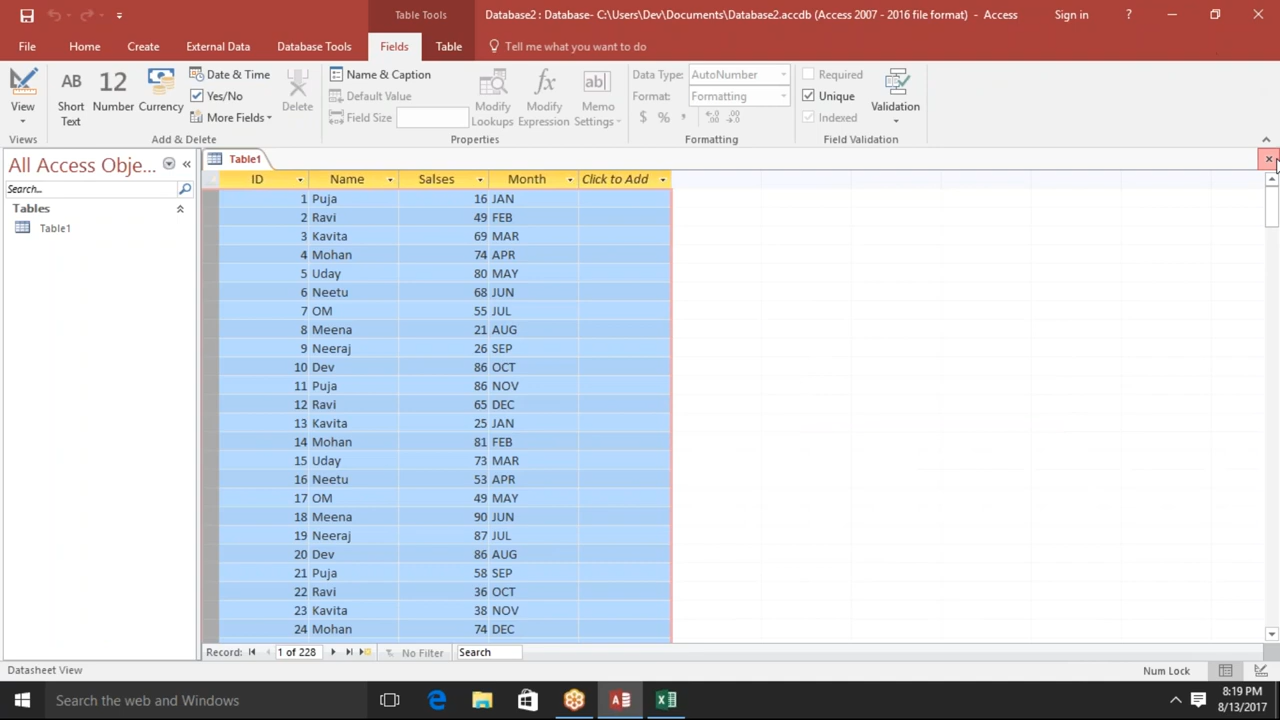 Table Tools
Database2 : Database- C:\Users\Dev\Documents\Database2.accdb (Access 2007 - 2016 file format) - Access
Sign in
?
File Home Create External Data Database Tools Fields Table Tell me what you want to do
View
Views
AB
Short Text
12
Number
Currency
Date & Time
Yes/No
More Fields
Delete
Add & Delete
Name & Caption
Default Value
Field Size
Modify Lookups
fx
Modify Expression
ab
Memo Settings
Properties
Data Type: AutoNumber
Format: Formatting
$ % ,
Formatting
Required
Unique
Indexed
Validation
Field Validation
All Access Obje...
Search...
Tables
Table1
Table1
ID Name Salses Month Click to Add
1 Puja 16 JAN
2 Ravi 49 FEB
3 Kavita 69 MAR
4 Mohan 74 APR
5 Uday 80 MAY
6 Neetu 68 JUN
7 OM 55 JUL
8 Meena 21 AUG
9 Neeraj 26 SEP
10 Dev 86 OCT
11 Puja 86 NOV
12 Ravi 65 DEC
13 Kavita 25 JAN
14 Mohan 81 FEB
15 Uday 73 MAR
16 Neetu 53 APR
17 OM 49 MAY
18 Meena 90 JUN
19 Neeraj 87 JUL
20 Dev 86 AUG
21 Puja 58 SEP
22 Ravi 36 OCT
23 Kavita 38 NOV
24 Mohan 74 DEC
Record: 1 of 228 No Filter Search
Datasheet View Num Lock
Search the web and Windows
8:19 PM
8/13/2017